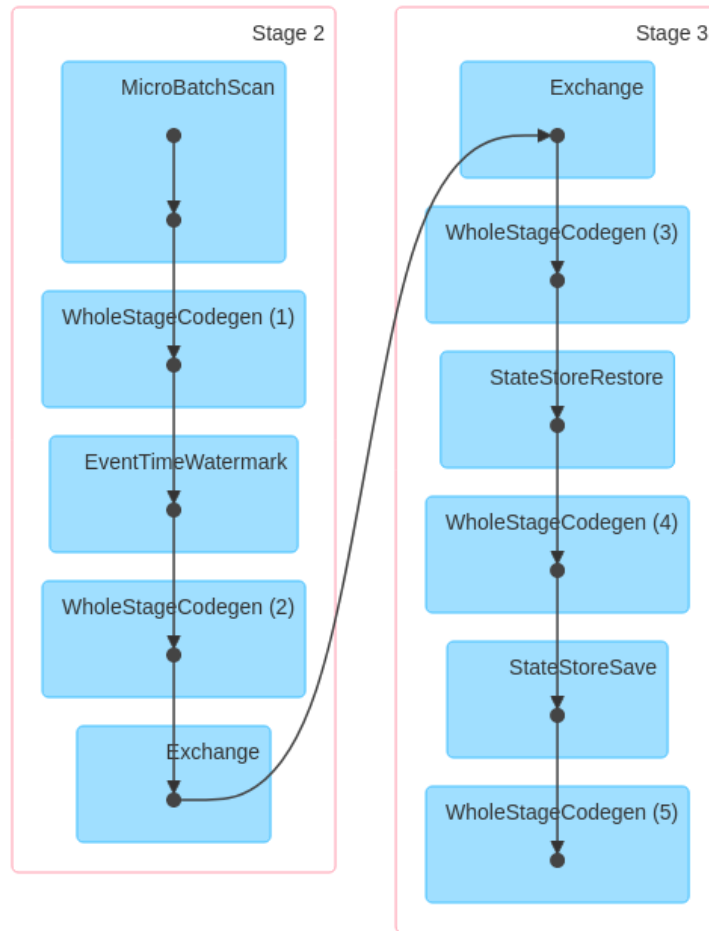 Stage 2
MicroBatchScan
WholeStageCodegen (1)
EventTimeWatermark
WholeStageCodegen (2)
Exchange
Stage 3
Exchange
WholeStageCodegen (3)
StateStoreRestore
WholeStageCodegen (4)
StateStoreSave
WholeStageCodegen (5)